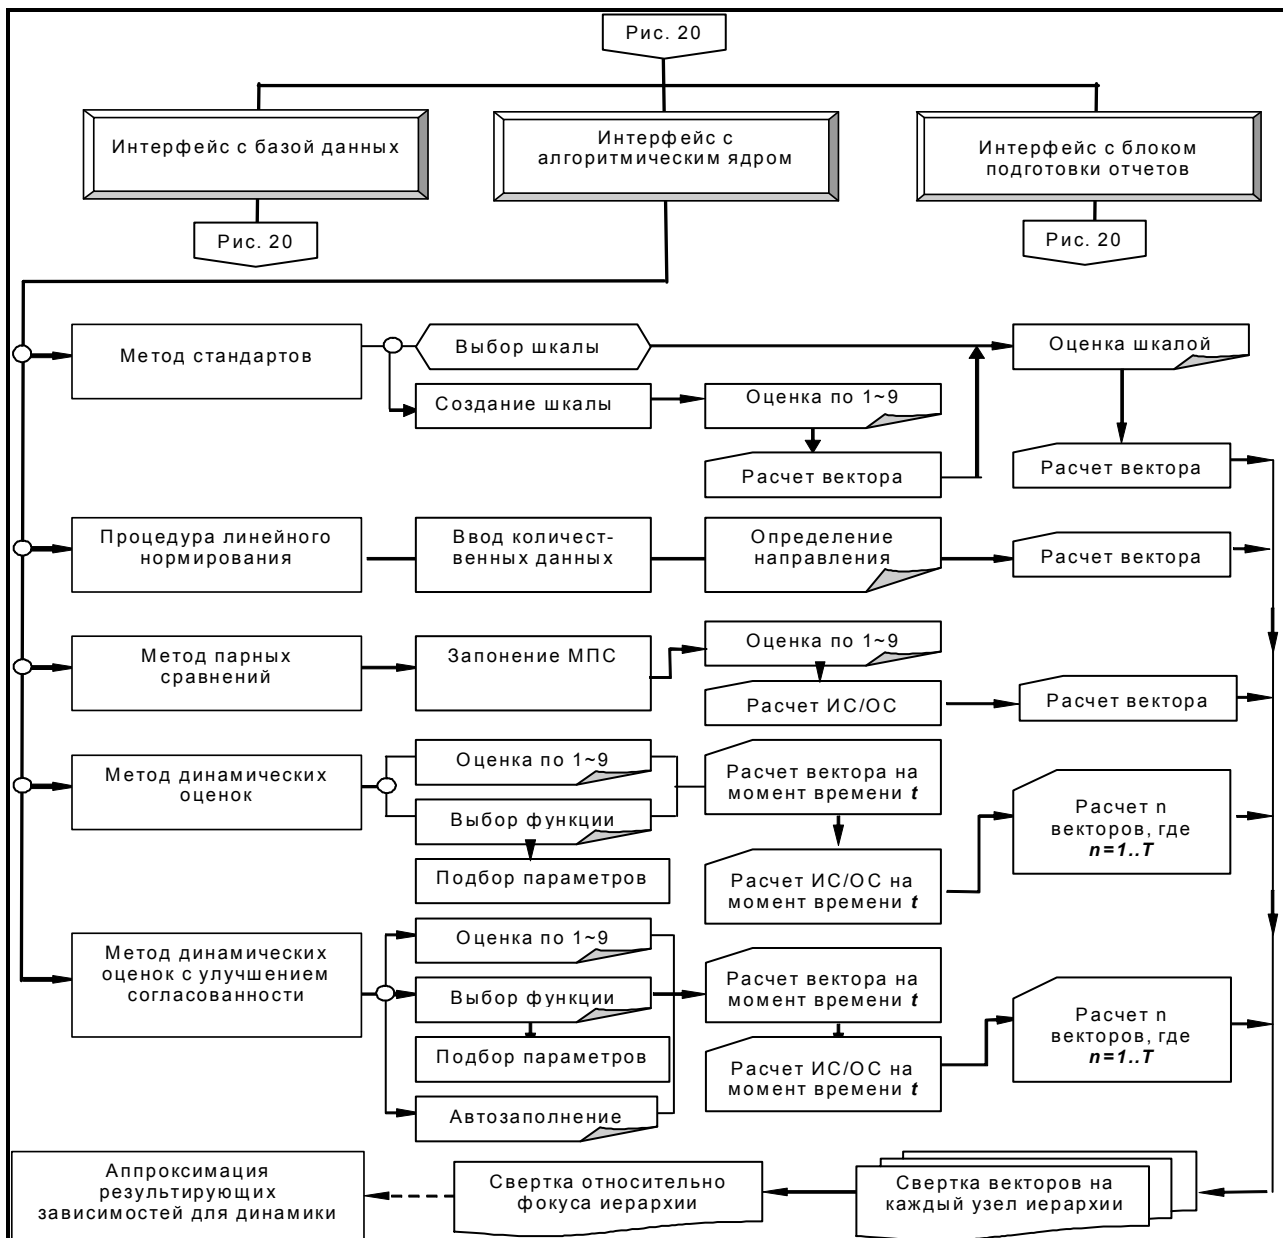 Рис. 20
Интерфейс с базой данных
Интерфейс с
алгоритмическим ядром
Интерфейс с блоком
подготовки отчетов
Рис. 20
Рис. 20
Метод стандартов
Выбор шкалы
Оценка шкалой
Создание шкалы
Оценка по 1~9
Расчет вектора
Расчет вектора
Процедура линейного
нормирования
Ввод количест-
венных данных
Определение
направления
Расчет вектора
Метод парных
сравнений
Запонение МПС
Оценка по 1~9
Расчет ИС/ОС
Расчет вектора
Метод динамических
оценок
Оценка по 1~9
Выбор функции
Подбор параметров
Расчет вектора на
момент времени t
Расчет ИС/ОС на
момент времени t
Расчет n
векторов, где
n=1..T
Метод динамических
оценок с улучшением
согласованности
Оценка по 1~9
Выбор функции
Подбор параметров
Автозаполнение
Расчет вектора на
момент времени t
Расчет ИС/ОС на
момент времени t
Расчет n
векторов, где
n=1..T
Аппроксимация
результирующих
зависимостей для динамики
Свертка относительно
фокуса иерархии
Свертка векторов на
каждый узел иерархии